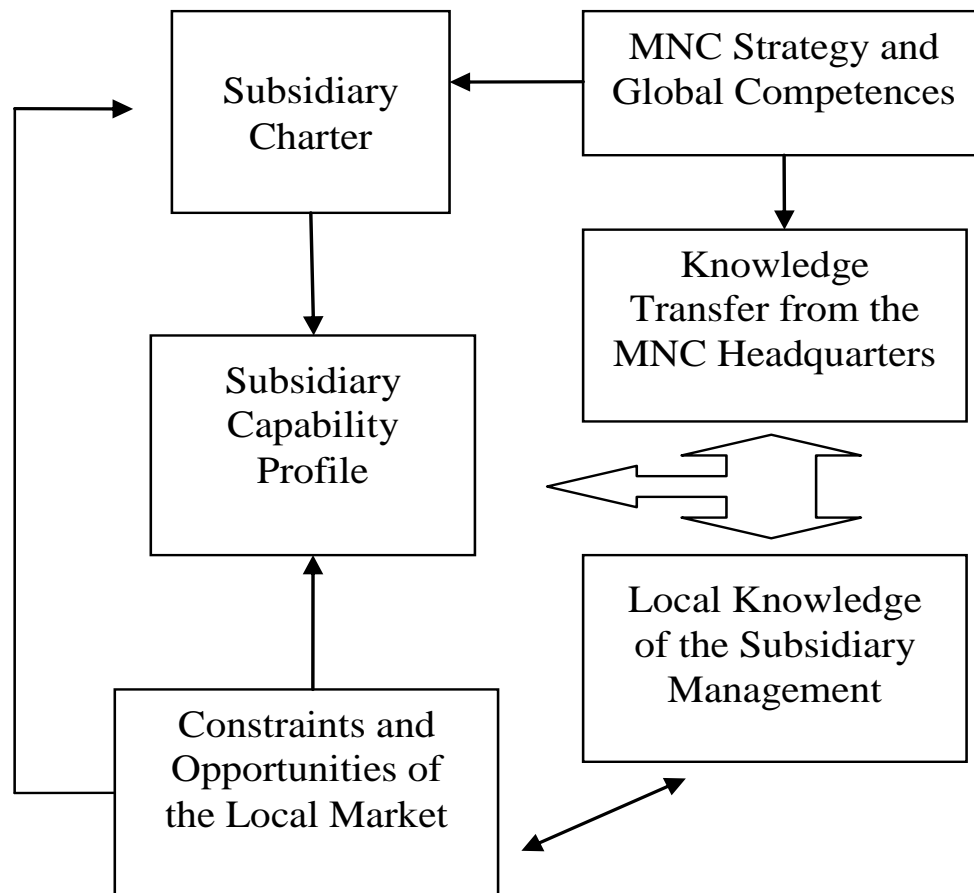 Subsidiary
Charter
MNC Strategy and
Global Competences
Knowledge
Transfer from the
MNC Headquarters
Subsidiary
Capability
Profile
Local Knowledge
of the Subsidiary
Management
Constraints and
Opportunities of
the Local Market